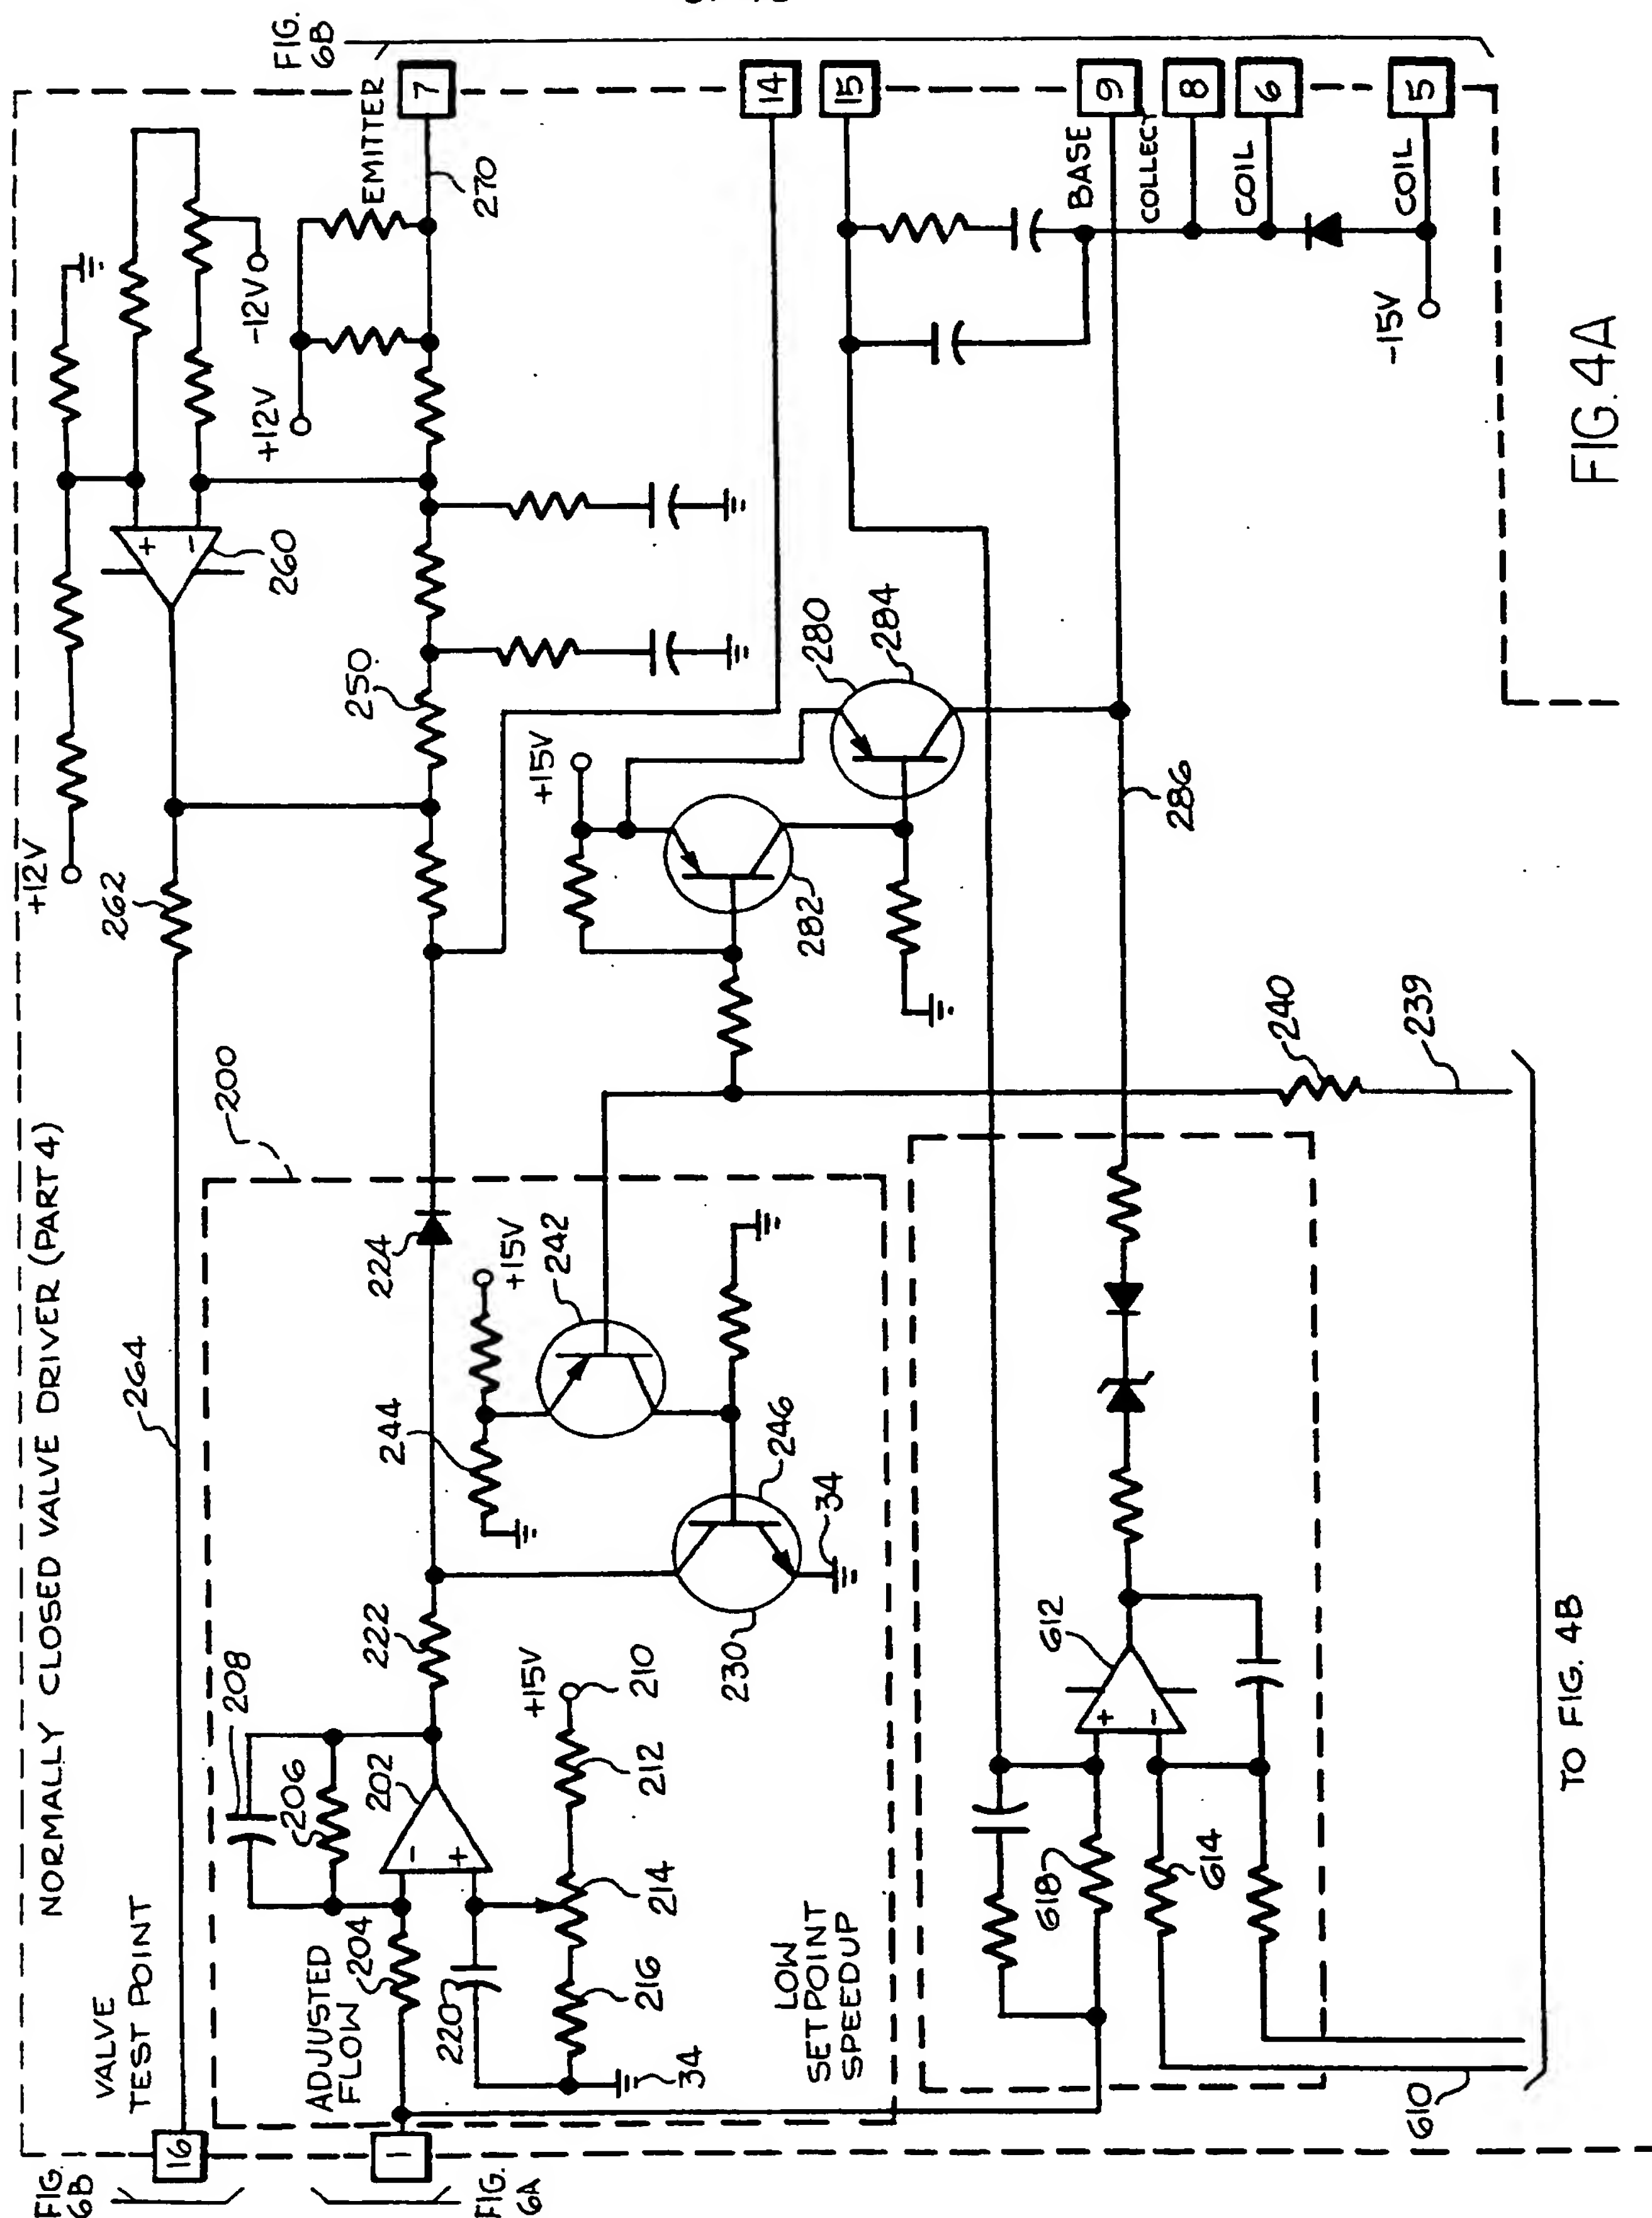 NORMALLY CLOSED VALVE DRIVER (PART 4)
FIG.
6B
16
VALVE
TEST POINT
264
262
+12V
260
+
-
-12V
+12V
EMITTER
FIG.
6B
7
270
FIG.
6A
1
ADJUSTED
FLOW
204
206
208
202
-
+
220
34
216
214
212
210
+15V
222
230
246
34
244
242
+15V
224
200
250
14
15
LOW
SETPOINT
SPEEDUP
+15V
282
280
284
286
BASE
9
COLLECT
8
COIL
6
COIL
5
-15V
618
614
612
+
-
610
240
239
TO FIG. 4B
FIG. 4A